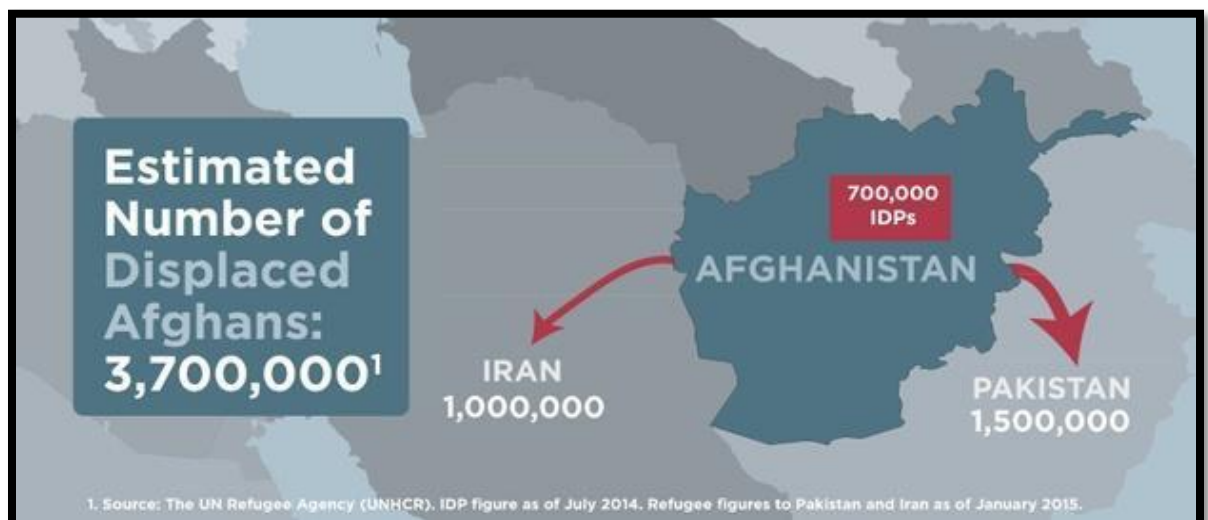 Estimated
Number of
Displaced
Afghans:
3,700,000¹
700,000
IDPs
AFGHANISTAN
IRAN
1,000,000
PAKISTAN
1,500,000
1. Source: The UN Refugee Agency (UNHCR). IDP figure as of July 2014. Refugee figures to Pakistan and Iran as of January 2015.